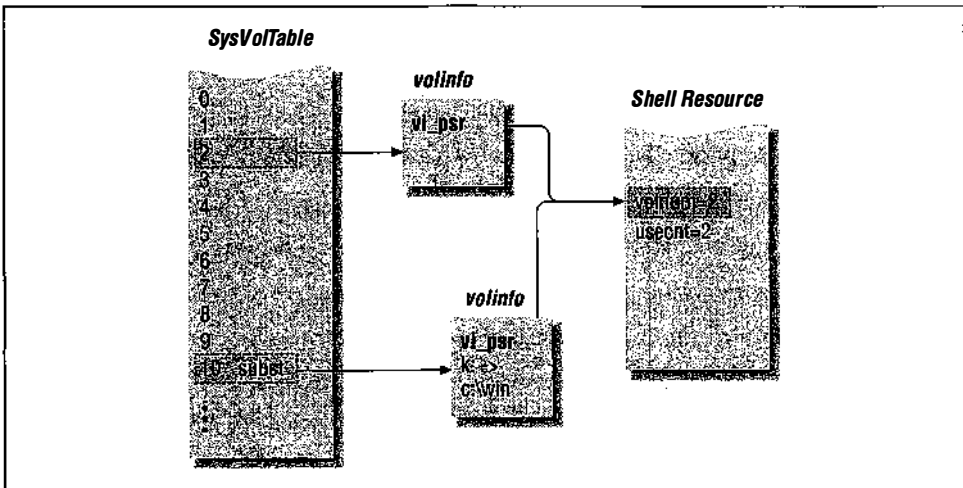 SysVolTable
0
1
2
3
4
5
6
7
8
9
10 subst
volinfo
vi_psr
volinfo
vi_psr
k: =>
c:\win
Shell Resource
usecnt=2